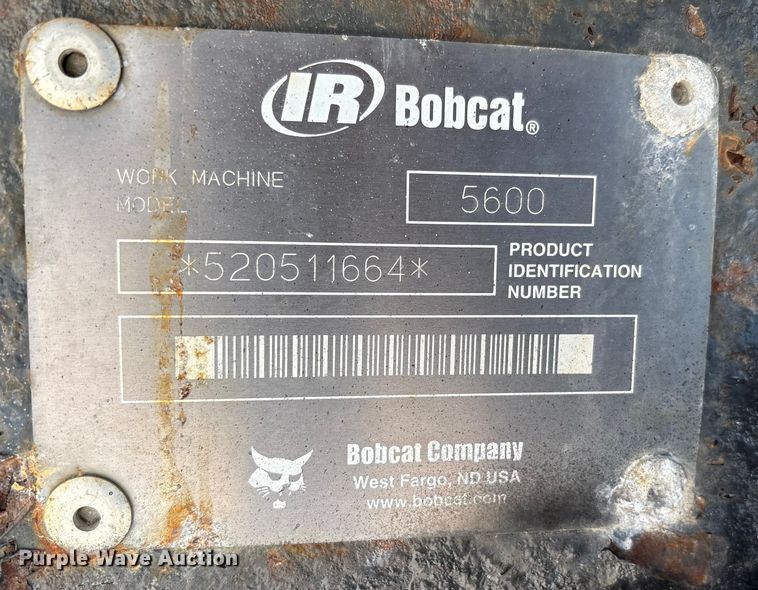 IR Bobcat®
WORK MACHINE
MODEL
5600
*520511664*
PRODUCT
IDENTIFICATION
NUMBER
Bobcat Company
West Fargo, ND USA
www.bobcat.com
Purple Wave Auction